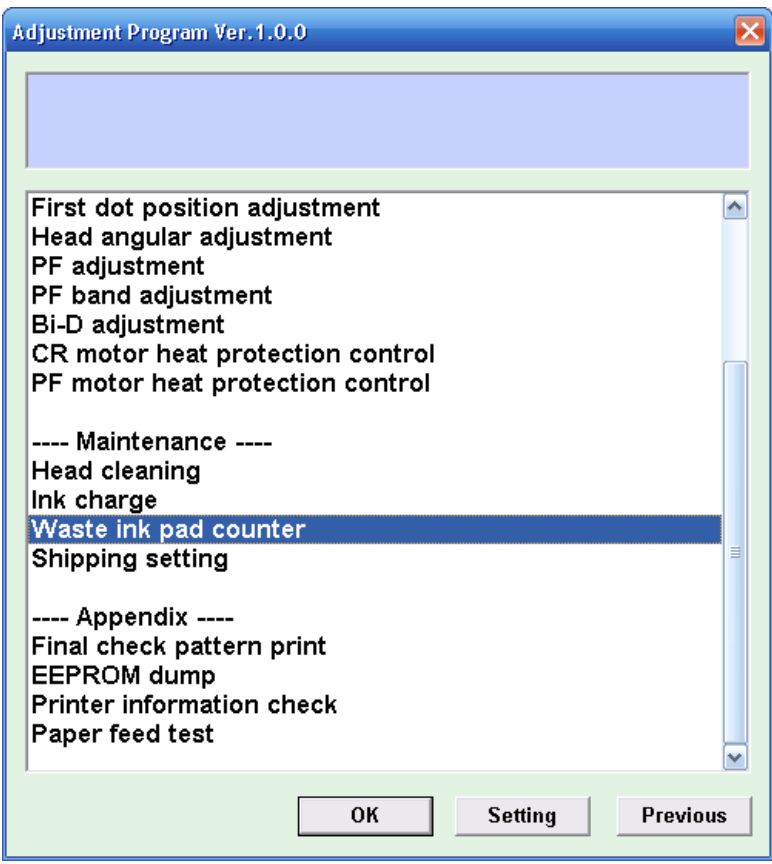 Adjustment Program Ver.1.0.0
First dot position adjustment
Head angular adjustment
PF adjustment
PF band adjustment
Bi-D adjustment
CR motor heat protection control
PF motor heat protection control
---- Maintenance ----
Head cleaning
Ink charge
Waste ink pad counter
Shipping setting
---- Appendix ----
Final check pattern print
EEPROM dump
Printer information check
Paper feed test
OK Setting Previous